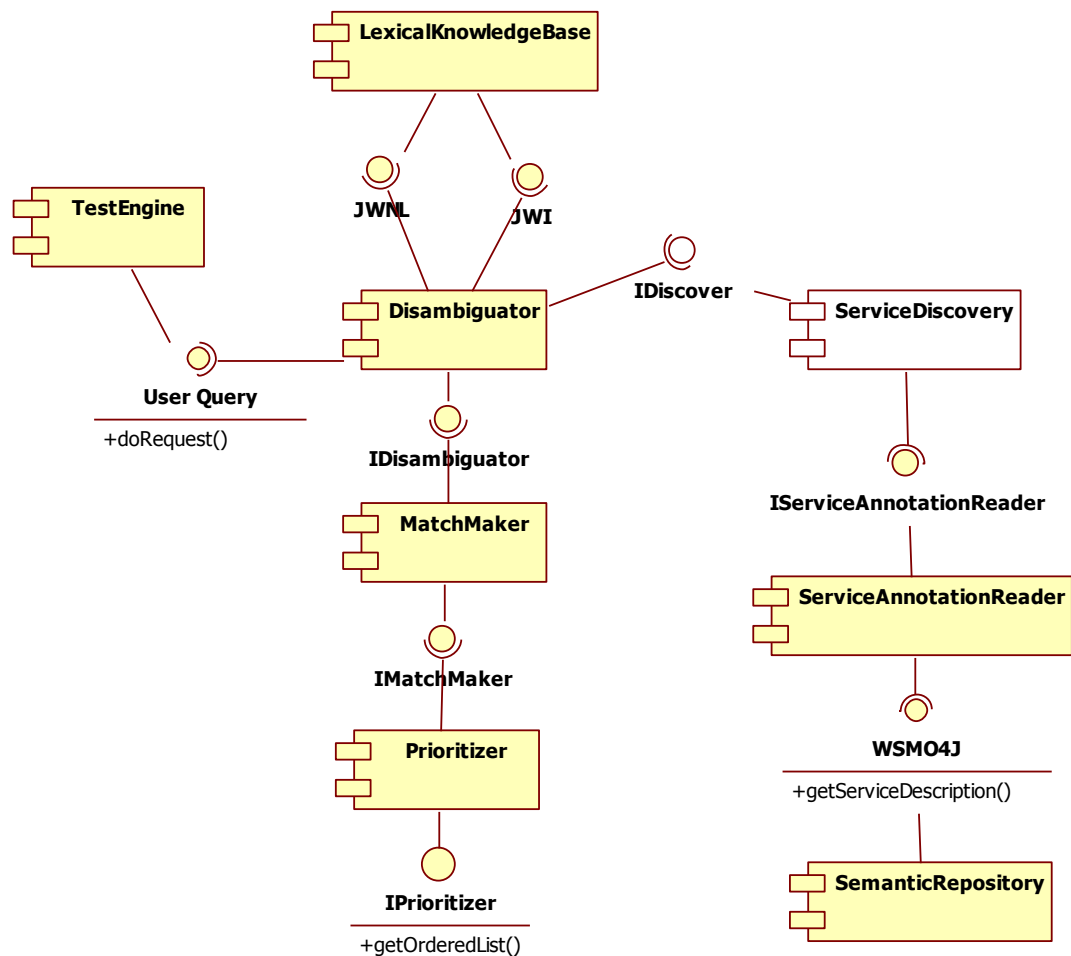 LexicalKnowledgeBase
TestEngine
JWNL
JWI
IDiscover
Disambiguator
ServiceDiscovery
User Query
+doRequest()
IDisambiguator
IServiceAnnotationReader
MatchMaker
ServiceAnnotationReader
IMatchMaker
Prioritizer
WSMO4J
+getServiceDescription()
SemanticRepository
IPrioritizer
+getOrderedList()